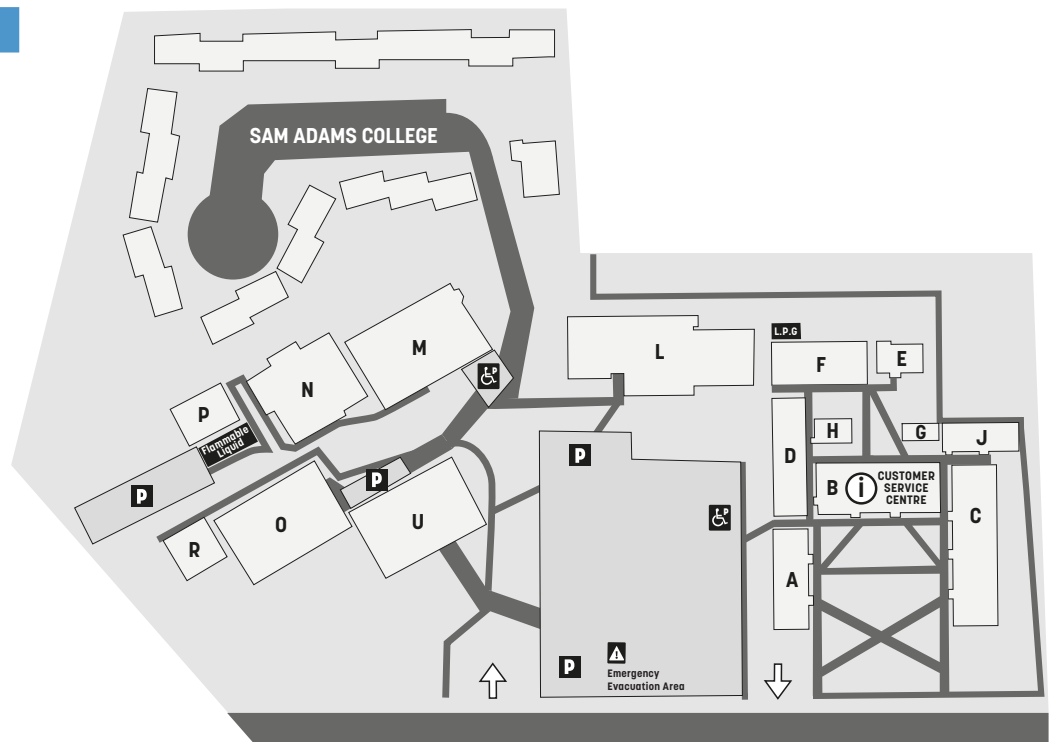 SAM ADAMS COLLEGE
L.P.G
M
L
F
E
N
P
H
G
J
P
Flammable
Liquid
D
B
i
CUSTOMER
SERVICE
CENTRE
P
P
P
P
C
O
U
R
A
P
Emergency
Evacuation Area